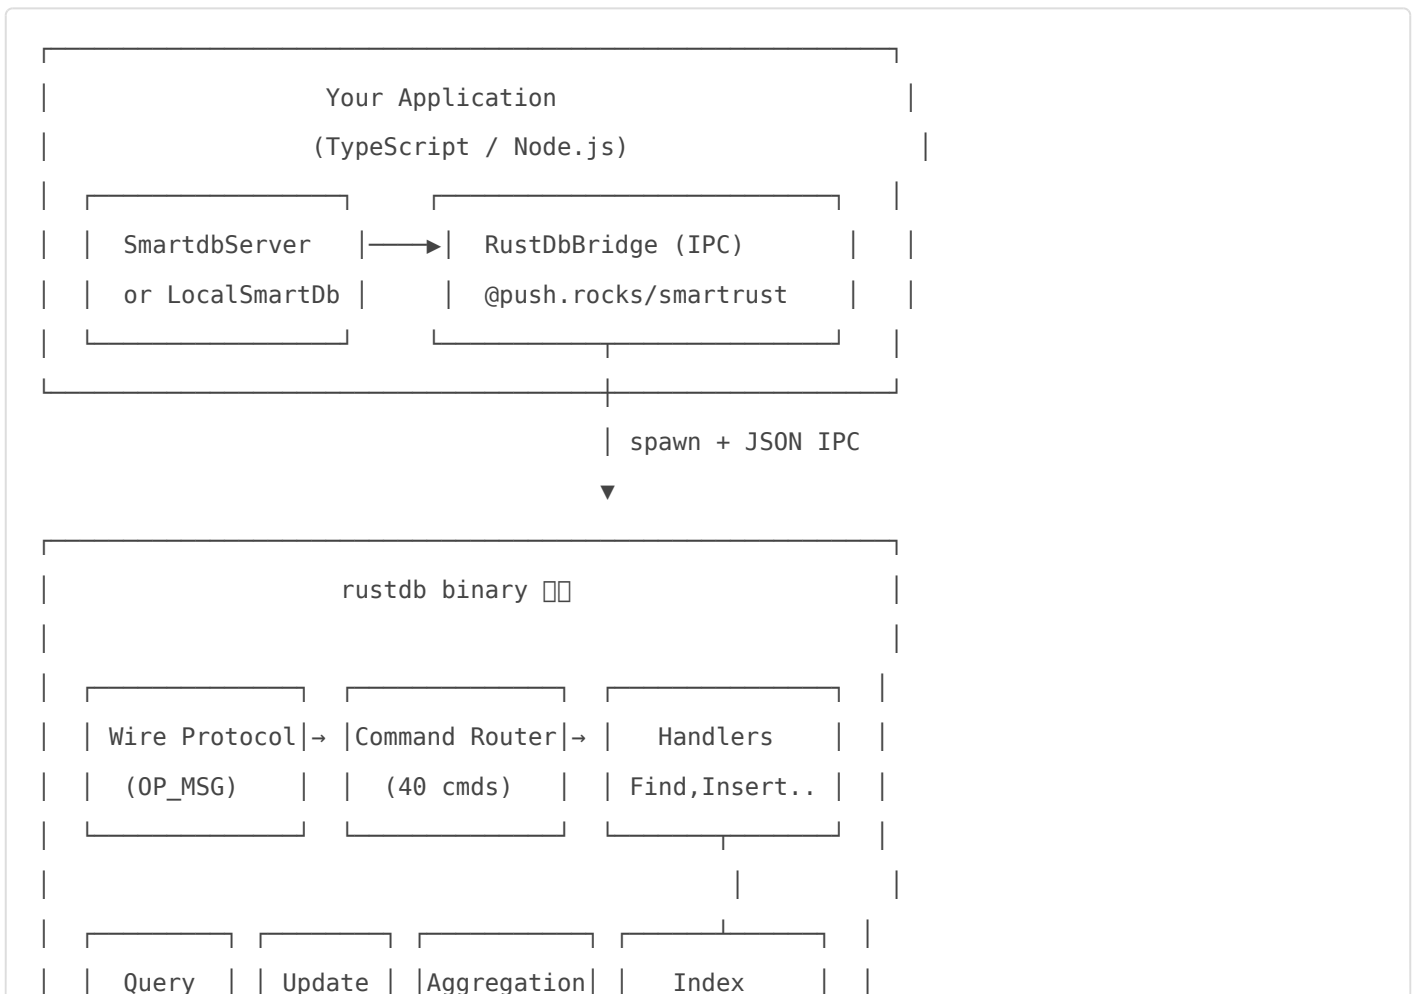 Your Application
(TypeScript / Node.js)
SmartdbServer RustDbBridge (IPC)
or LocalSmartDb @push.rocks/smartrust
spawn + JSON IPC
rustdb binary
Wire Protocol → Command Router → Handlers
(OP_MSG) (40 cmds) Find,Insert..
Query Update Aggregation Index